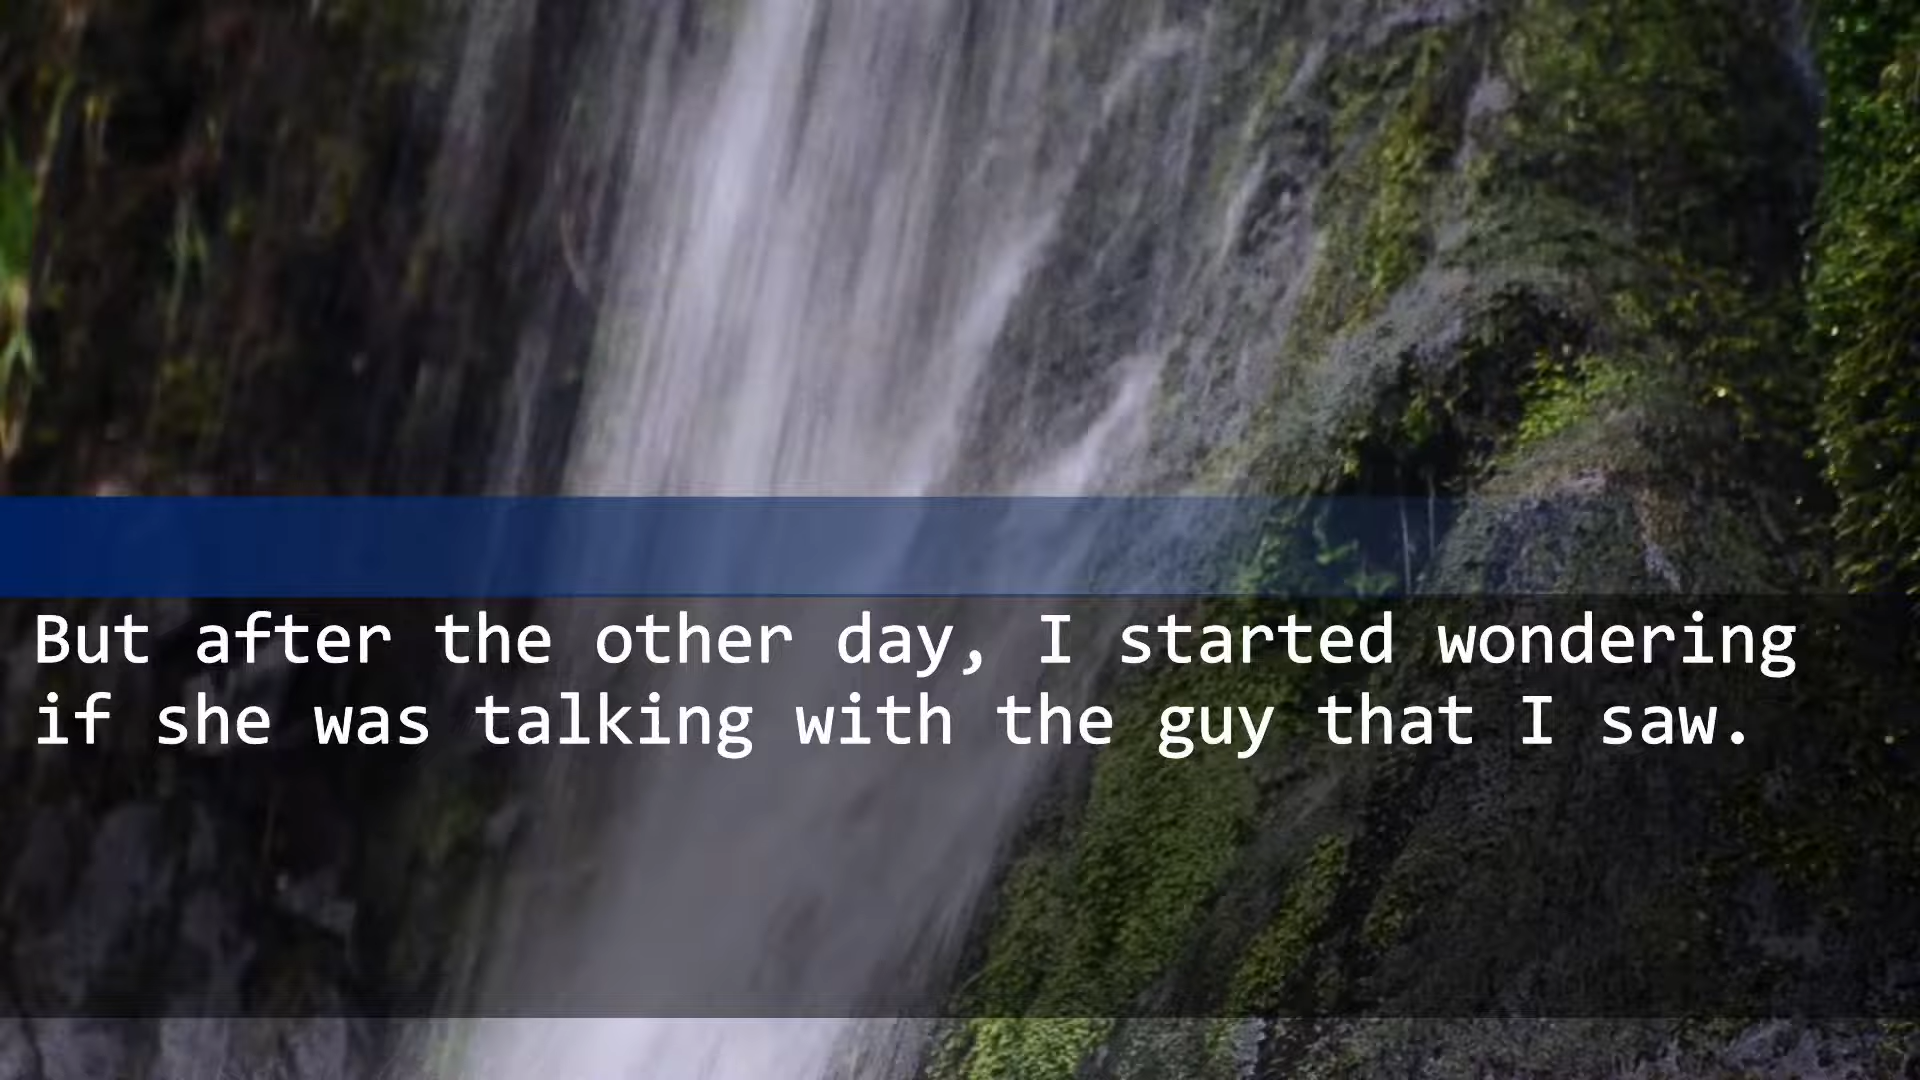 But after the other day, I started wondering
if she was talking with the guy that I saw.